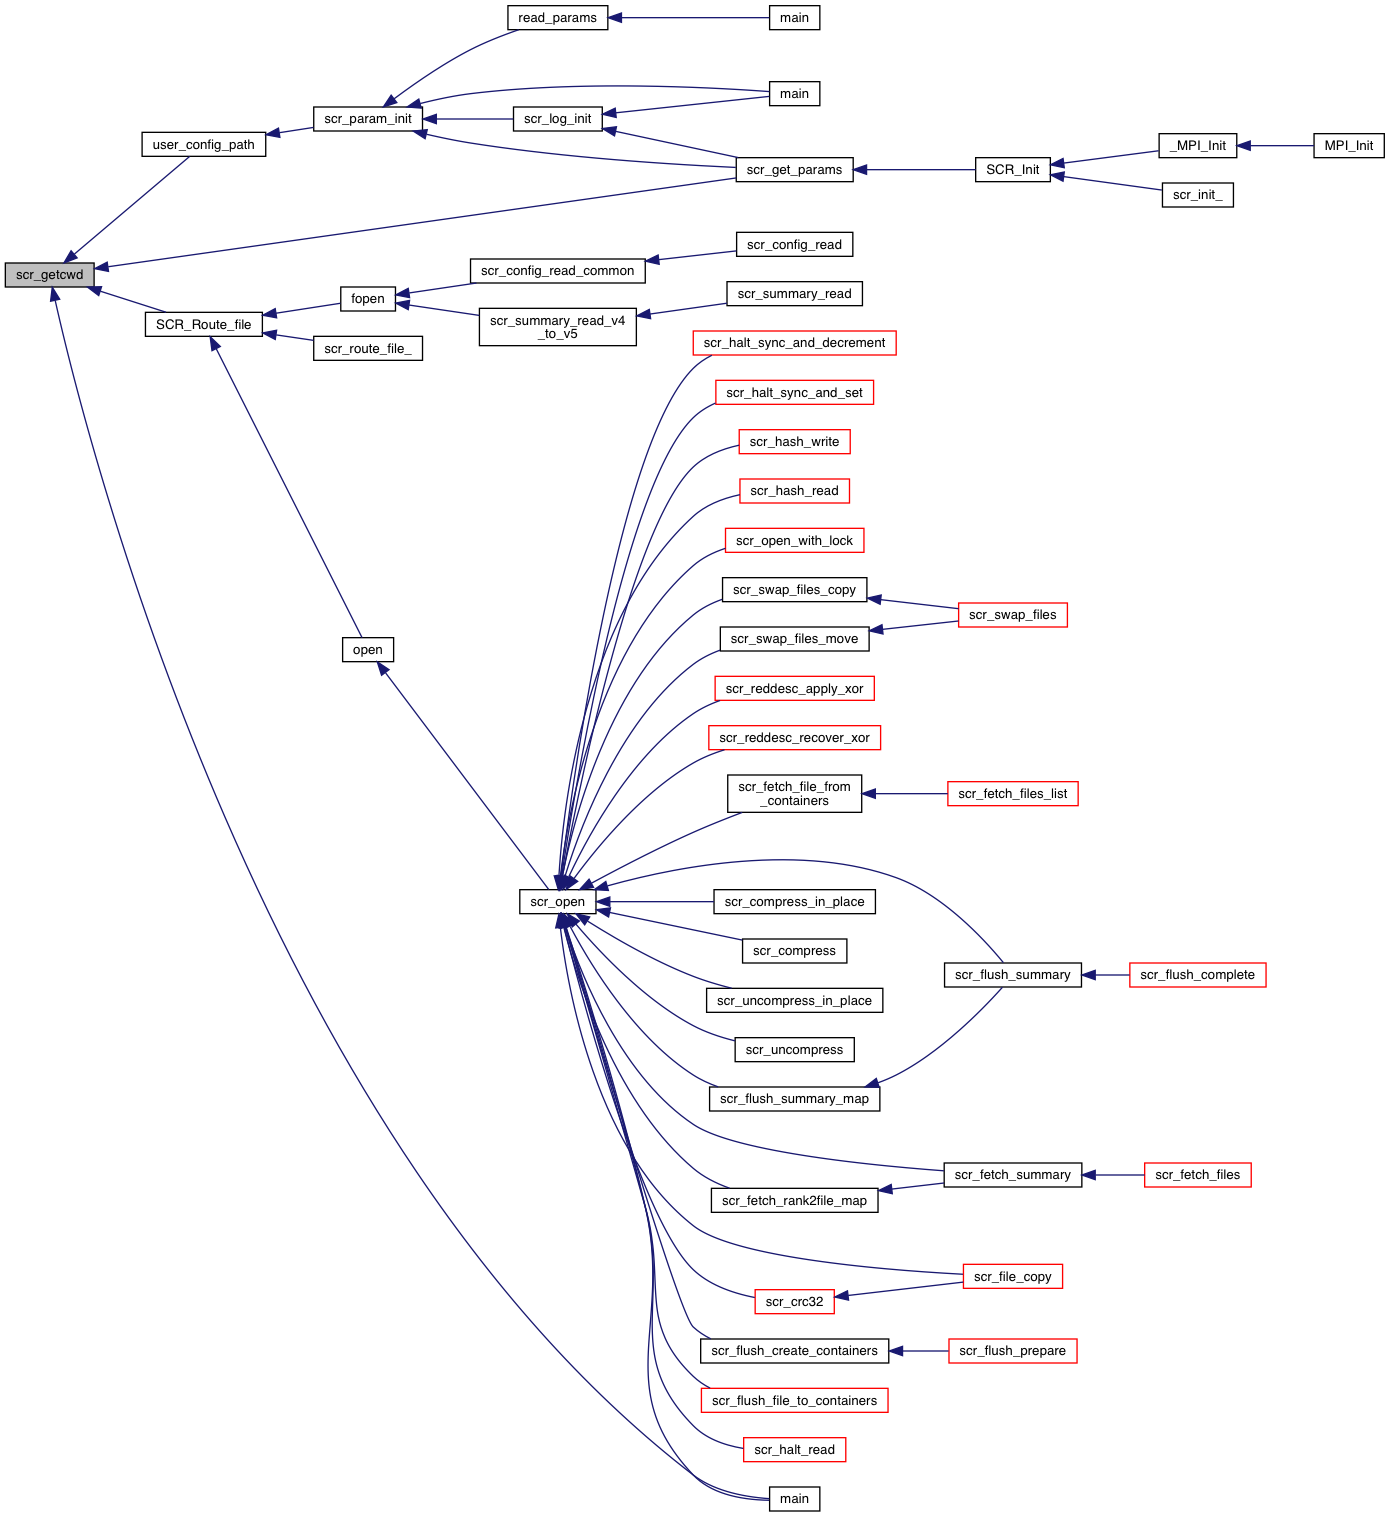 read_params
main
main
scr_param_init
scr_log_init
user_config_path
_MPI_Init
MPI_Init
scr_get_params
SCR_Init
scr_init_
scr_config_read
scr_getcwd
scr_config_read_common
fopen
scr_summary_read
SCR_Route_file
scr_summary_read_v4
_to_v5
scr_route_file_
scr_halt_sync_and_decrement
scr_halt_sync_and_set
scr_hash_write
scr_hash_read
scr_open_with_lock
scr_swap_files_copy
scr_swap_files
scr_swap_files_move
open
scr_reddesc_apply_xor
scr_reddesc_recover_xor
scr_fetch_file_from
_containers
scr_fetch_files_list
scr_open
scr_compress_in_place
scr_compress
scr_flush_summary
scr_flush_complete
scr_uncompress_in_place
scr_uncompress
scr_flush_summary_map
scr_fetch_summary
scr_fetch_files
scr_fetch_rank2file_map
scr_file_copy
scr_crc32
scr_flush_create_containers
scr_flush_prepare
scr_flush_file_to_containers
scr_halt_read
main